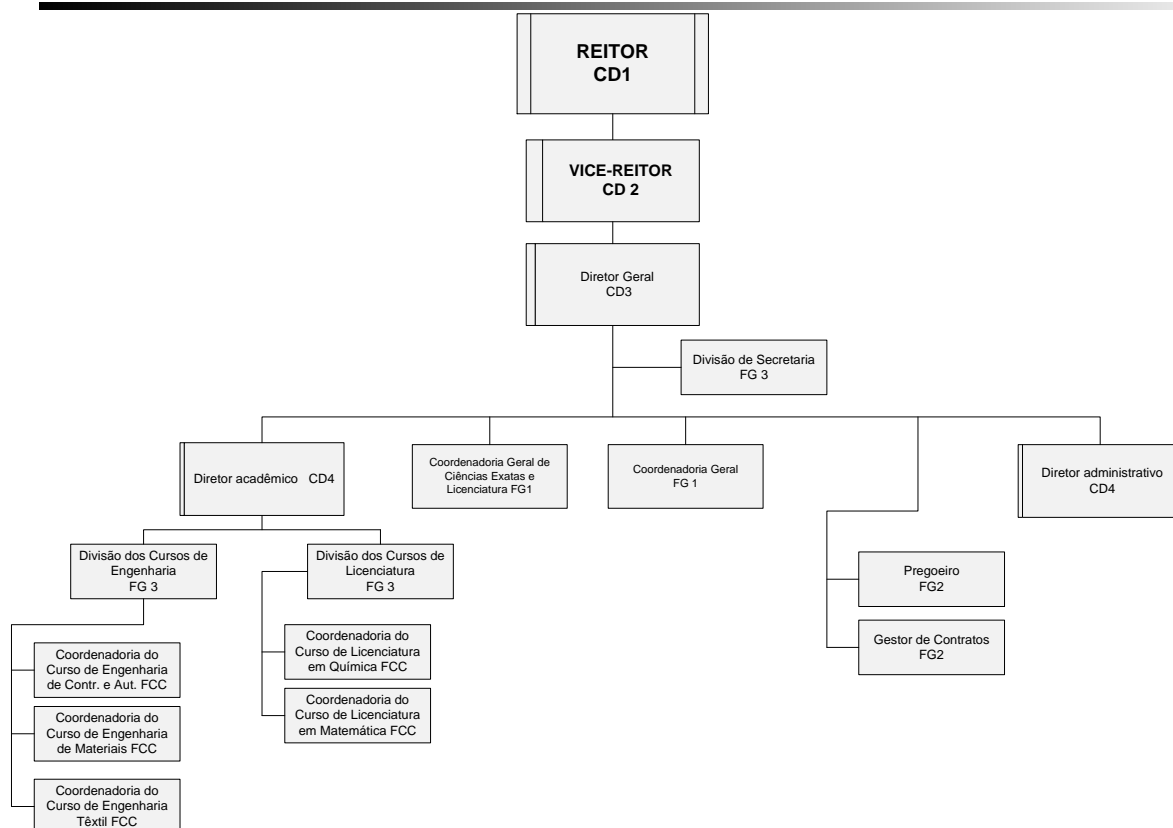 REITOR
CD1
VICE-REITOR
CD 2
Diretor Geral
CD3
Divisão de Secretaria
FG 3
Diretor acadêmico CD4
Coordenadoria Geral de
Ciências Exatas e
Licenciatura FG1
Coordenadoria Geral
FG 1
Diretor administrativo
CD4
Divisão dos Cursos de
Engenharia
FG 3
Divisão dos Cursos de
Licenciatura
FG 3
Pregoeiro
FG2
Gestor de Contratos
FG2
Coordenadoria do
Curso de Engenharia
de Contr. e Aut. FCC
Coordenadoria do
Curso de Engenharia
de Materiais FCC
Coordenadoria do
Curso de Engenharia
Têxtil FCC
Coordenadoria do
Curso de Licenciatura
em Química FCC
Coordenadoria do
Curso de Licenciatura
em Matemática FCC